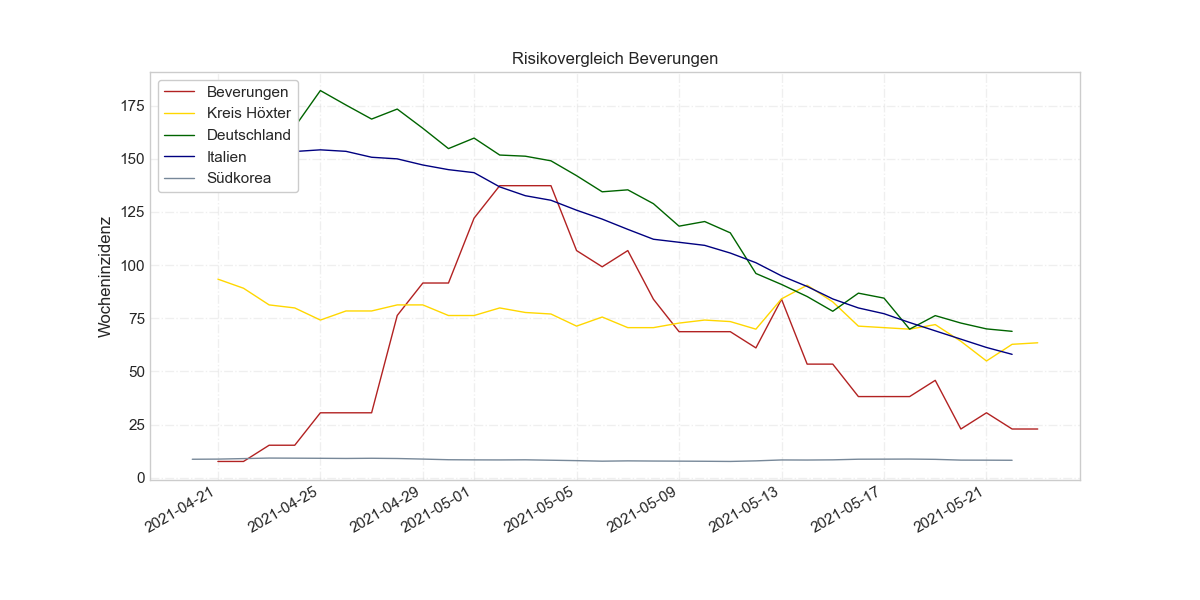 Risikovergleich Beverungen
Beverungen
Kreis Höxter
Deutschland
Italien
Südkorea
Wocheninzidenz
175
150
125
100
75
50
25
0
2021-04-21
2021-04-25
2021-04-29
2021-05-01
2021-05-05
2021-05-09
2021-05-13
2021-05-17
2021-05-21